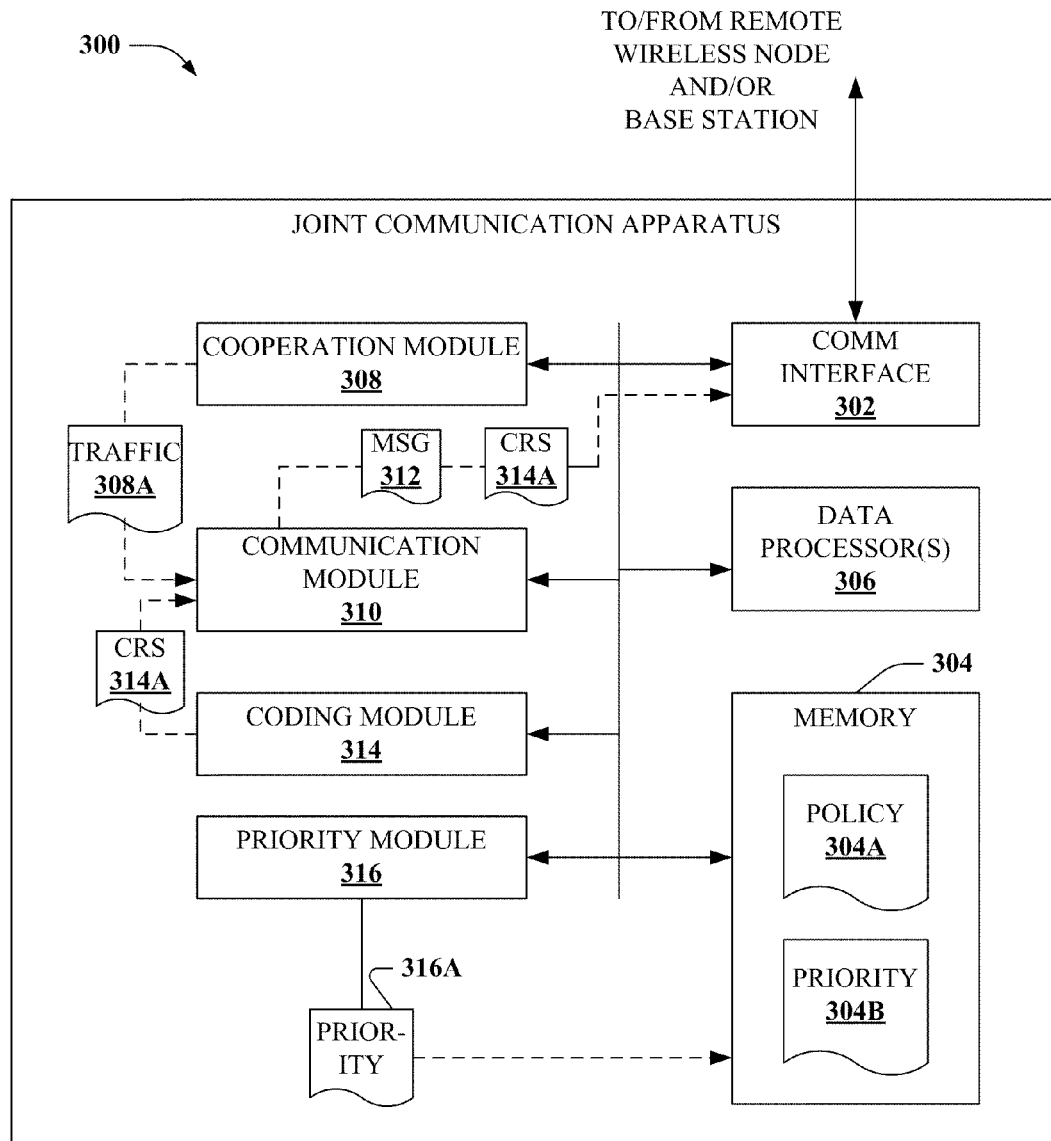 300
TO/FROM REMOTE
WIRELESS NODE
AND/OR
BASE STATION
JOINT COMMUNICATION APPARATUS
COOPERATION MODULE
308
COMM
INTERFACE
302
TRAFFIC
308A
MSG
312
CRS
314A
COMMUNICATION
MODULE
310
DATA
PROCESSOR(S)
306
CRS
314A
CODING MODULE
314
304
MEMORY
POLICY
304A
PRIORITY MODULE
316
316A
PRIOR-
ITY
PRIORITY
304B